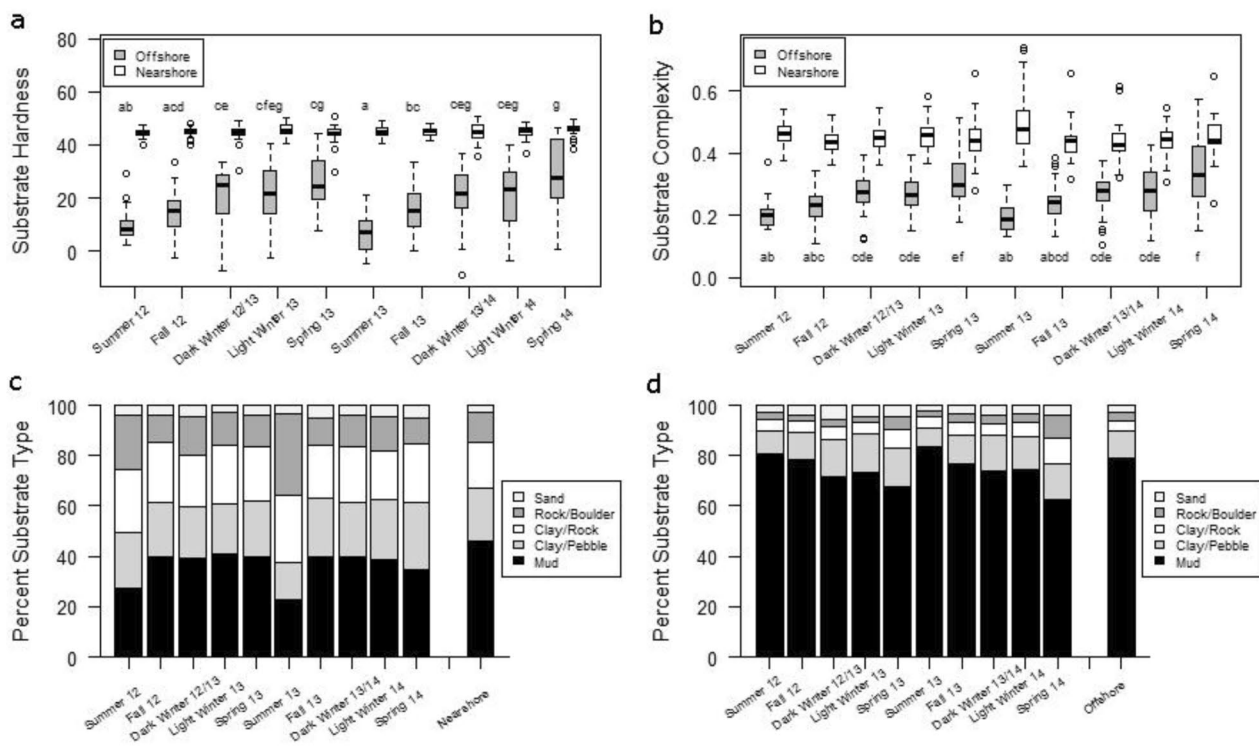 a
Substrate Hardness
80
60
40
20
0
Offshore
Nearshore
ab acd ce cfeg cg a bc ceg ceg g
Summer 12
Fall 12
Dark Winter 12/13
Light Winter 13
Spring 13
Summer 13
Fall 13
Dark Winter 13/14
Light Winter 14
Spring 14
b
Substrate Complexity
0.6
0.4
0.2
0.0
Offshore
Nearshore
ab abc cde cde ef ab abcd cde cde f
Summer 12
Fall 12
Dark Winter 12/13
Light Winter 13
Spring 13
Summer 13
Fall 13
Dark Winter 13/14
Light Winter 14
Spring 14
c
Percent Substrate Type
100
80
60
40
20
0
Sand
Rock/Boulder
Clay/Rock
Clay/Pebble
Mud
Summer 12
Fall 12
Dark Winter 12/13
Light Winter 13
Spring 13
Summer 13
Fall 13
Dark Winter 13/14
Light Winter 14
Spring 14
Nearshore
d
Percent Substrate Type
100
80
60
40
20
0
Sand
Rock/Boulder
Clay/Rock
Clay/Pebble
Mud
Summer 12
Fall 12
Dark Winter 12/13
Light Winter 13
Spring 13
Summer 13
Fall 13
Dark Winter 13/14
Light Winter 14
Spring 14
Offshore